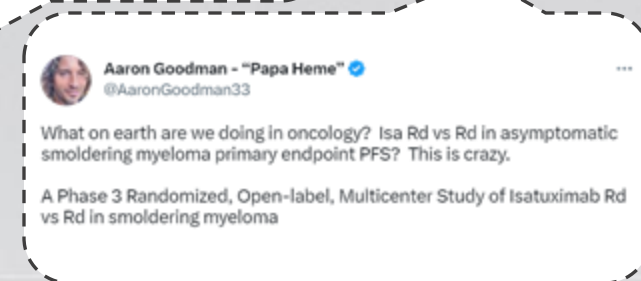 Aaron Goodman - “Papa Heme”
@AaronGoodman33
What on earth are we doing in oncology? Isa Rd vs Rd in asymptomatic
smoldering myeloma primary endpoint PFS? This is crazy.
A Phase 3 Randomized, Open-label, Multicenter Study of Isatuximab Rd
vs Rd in smoldering myeloma